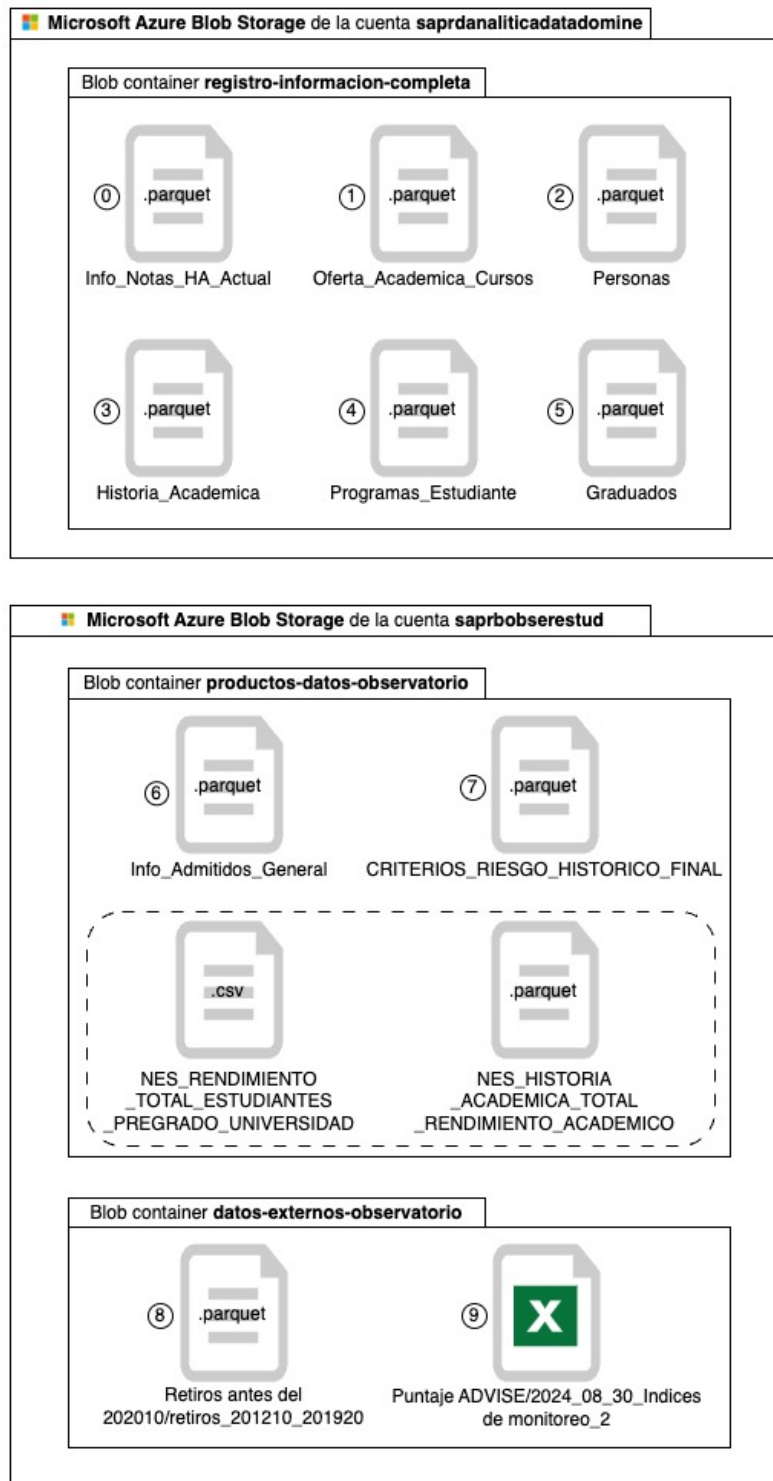 Microsoft Azure Blob Storage de la cuenta saprdanaliticadatadomine
Blob container registro-informacion-completa
0 .parquet
Info_Notas_HA_Actual
1 .parquet
Oferta_Academica_Cursos
2 .parquet
Personas
3 .parquet
Historia_Academica
4 .parquet
Programas_Estudiante
5 .parquet
Graduados
Microsoft Azure Blob Storage de la cuenta saprbobserestud
Blob container productos-datos-observatorio
6 .parquet
Info_Admitidos_General
7 .parquet
CRITERIOS_RIESGO_HISTORICO_FINAL
.csv
NES_RENDIMIENTO
_TOTAL_ESTUDIANTES
_PREGRADO_UNIVERSIDAD
.parquet
NES_HISTORIA
_ACADEMICA_TOTAL
_RENDIMIENTO_ACADEMICO
Blob container datos-externos-observatorio
8 .parquet
Retiros antes del
202010/retiros_201210_201920
9 X
Puntaje ADVISE/2024_08_30_Indices
de monitoreo_2